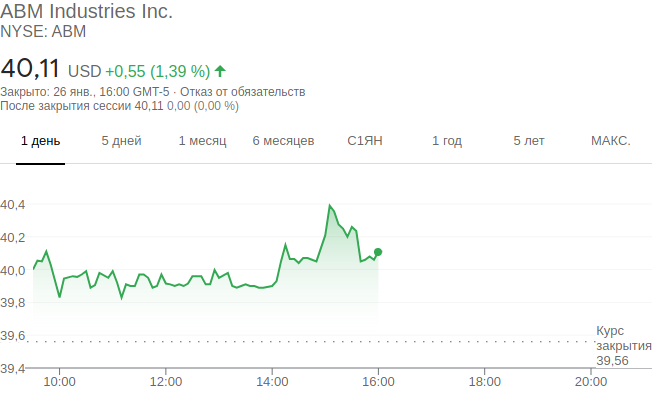 ABM Industries Inc.
NYSE: ABM
40,11 USD +0,55 (1,39 %)
Закрыто: 26 янв., 16:00 GMT-5 · Отказ от обязательств
После закрытия сессии 40,11 0,00 (0,00 %)
1 день 5 дней 1 месяц 6 месяцев С1ЯН 1 год 5 лет МАКС.
40,4
40,2
40,0
39,8
39,6
39,4
Курс
закрытия
39,56
10:00 12:00 14:00 16:00 18:00 20:00